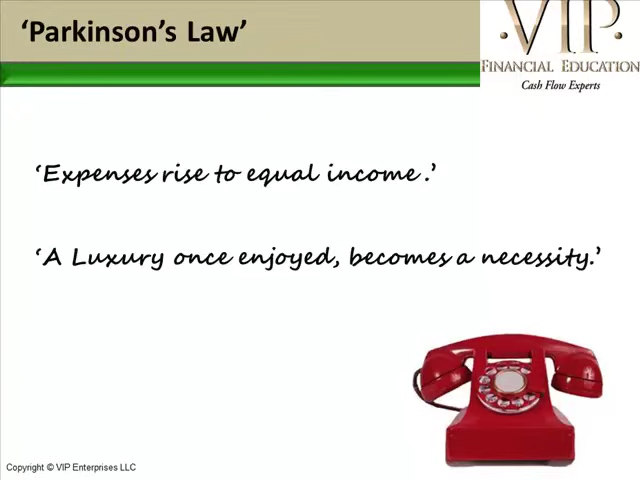 ‘Parkinson’s Law’
VIP
FINANCIAL EDUCATION
Cash Flow Experts
‘Expenses rise to equal income.’
‘A Luxury once enjoyed, becomes a necessity.’
Copyright © VIP Enterprises LLC